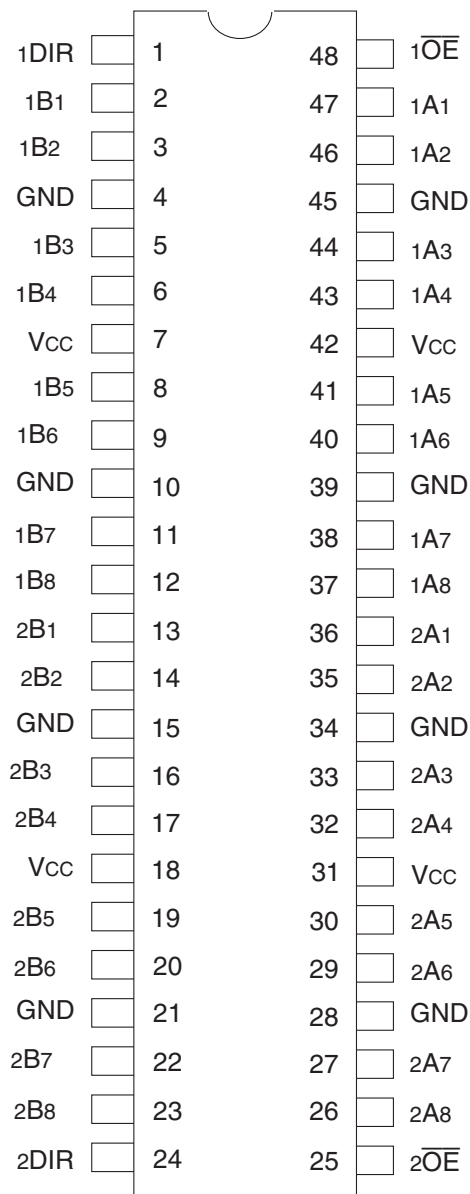 1DIR 1 48 1O̅E̅
1B1 2 47 1A1
1B2 3 46 1A2
GND 4 45 GND
1B3 5 44 1A3
1B4 6 43 1A4
VCC 7 42 VCC
1B5 8 41 1A5
1B6 9 40 1A6
GND 10 39 GND
1B7 11 38 1A7
1B8 12 37 1A8
2B1 13 36 2A1
2B2 14 35 2A2
GND 15 34 GND
2B3 16 33 2A3
2B4 17 32 2A4
VCC 18 31 VCC
2B5 19 30 2A5
2B6 20 29 2A6
GND 21 28 GND
2B7 22 27 2A7
2B8 23 26 2A8
2DIR 24 25 2O̅E̅